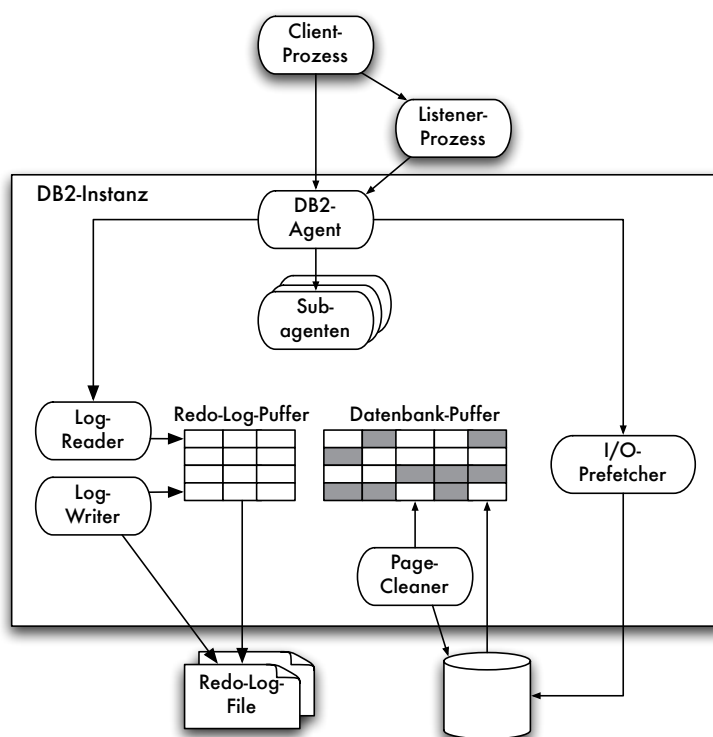 Client-
Prozess
Listener-
Prozess
DB2-Instanz
DB2-
Agent
Sub-
agenten
Redo-Log-Puffer
Datenbank-Puffer
Log-
Reader
I/O-
Prefetcher
Log-
Writer
Page-
Cleaner
Redo-Log-
File